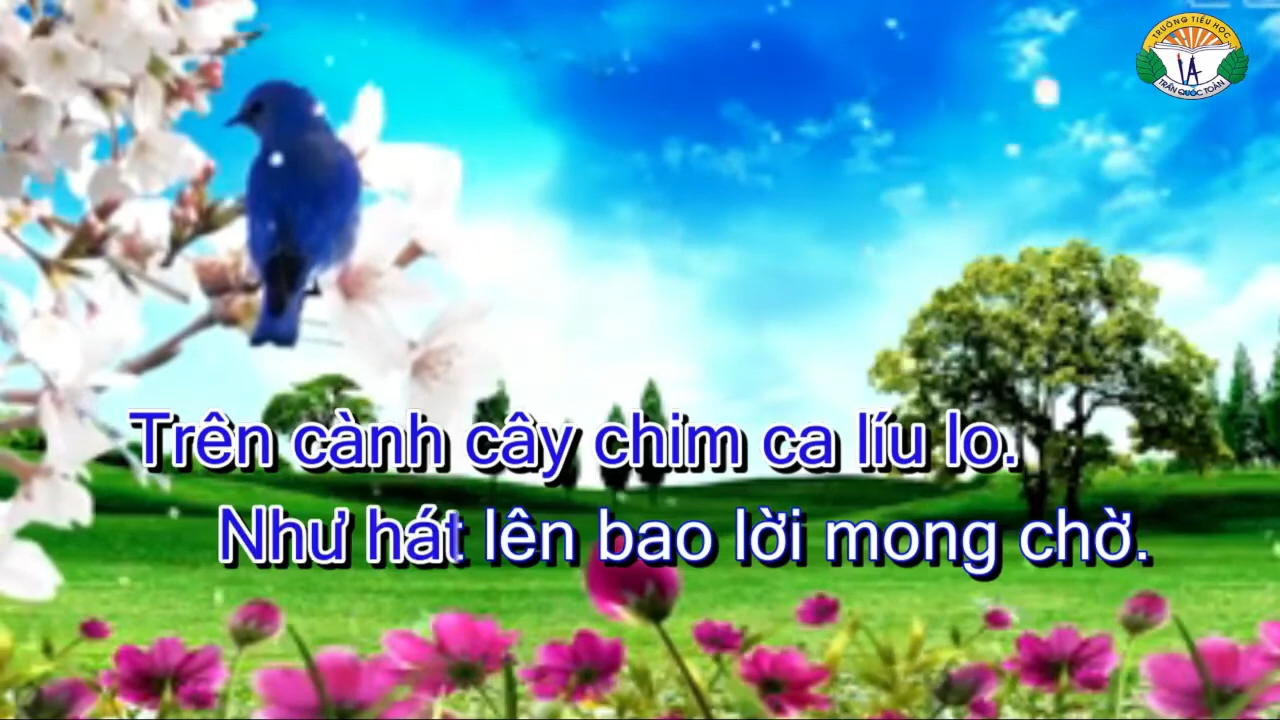 TRƯỜNG TIỂU HỌC
TRẦN QUỐC TOẢN
Trên cành cây chim ca líu lo.
Như hát lên bao lời mong chờ.